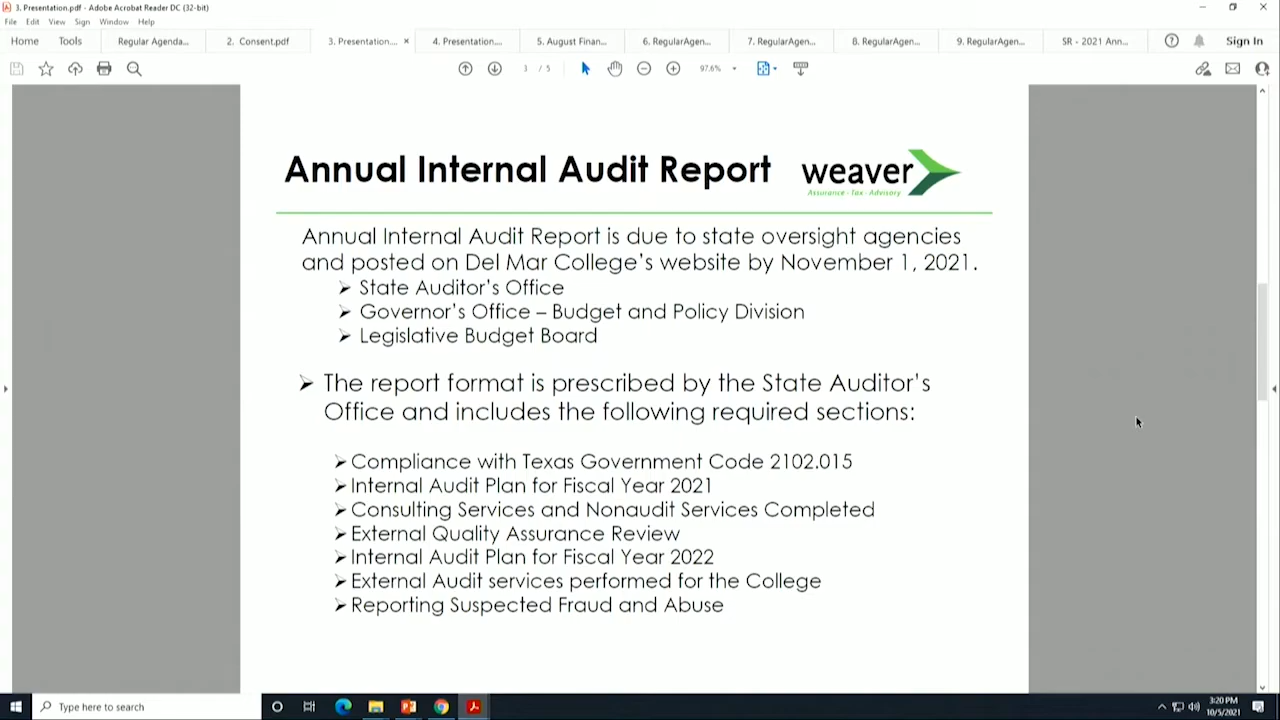 3. Presentation.pdf - Adobe Acrobat Reader DC (32-bit)
File Edit View Sign Window Help
Home Tools Regular Agenda... 2. Consent.pdf 3. Presentation.... × 4. Presentation.... 5. August Finan... 6. RegularAgen... 7. RegularAgen... 8. RegularAgen... 9. RegularAgen... SR - 2021 Ann... Sign In
3 / 5 97.6%
Annual Internal Audit Report
weaver
Assurance · Tax · Advisory
Annual Internal Audit Report is due to state oversight agencies
and posted on Del Mar College's website by November 1, 2021.
➢ State Auditor's Office
➢ Governor's Office – Budget and Policy Division
➢ Legislative Budget Board
➢ The report format is prescribed by the State Auditor's
Office and includes the following required sections:
➢ Compliance with Texas Government Code 2102.015
➢ Internal Audit Plan for Fiscal Year 2021
➢ Consulting Services and Nonaudit Services Completed
➢ External Quality Assurance Review
➢ Internal Audit Plan for Fiscal Year 2022
➢ External Audit services performed for the College
➢ Reporting Suspected Fraud and Abuse
Type here to search
3:20 PM
10/5/2021